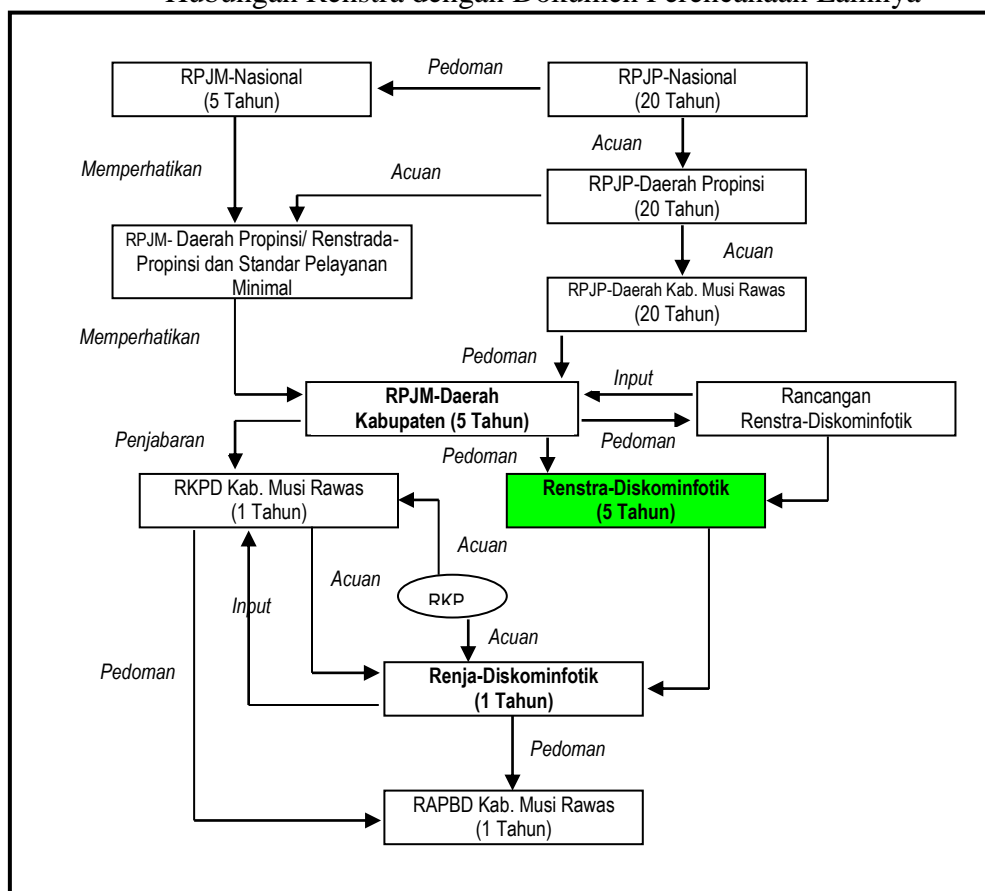 Hubungan Renstra dengan Dokumen Perencanaan Lainnya
RPJM-Nasional
(5 Tahun)
Pedoman
RPJP-Nasional
(20 Tahun)
Memperhatikan
Acuan
Acuan
RPJP-Daerah Propinsi
(20 Tahun)
RPJM- Daerah Propinsi/ Renstrada-
Propinsi dan Standar Pelayanan
Minimal
Acuan
RPJP-Daerah Kab. Musi Rawas
(20 Tahun)
Memperhatikan
Pedoman
RPJM-Daerah
Kabupaten (5 Tahun)
Input
Rancangan
Renstra-Diskominfotik
Penjabaran
Pedoman
Pedoman
RKPD Kab. Musi Rawas
(1 Tahun)
Renstra-Diskominfotik
(5 Tahun)
Acuan
Acuan
Input
RKP
Acuan
Pedoman
Renja-Diskominfotik
(1 Tahun)
Pedoman
RAPBD Kab. Musi Rawas
(1 Tahun)